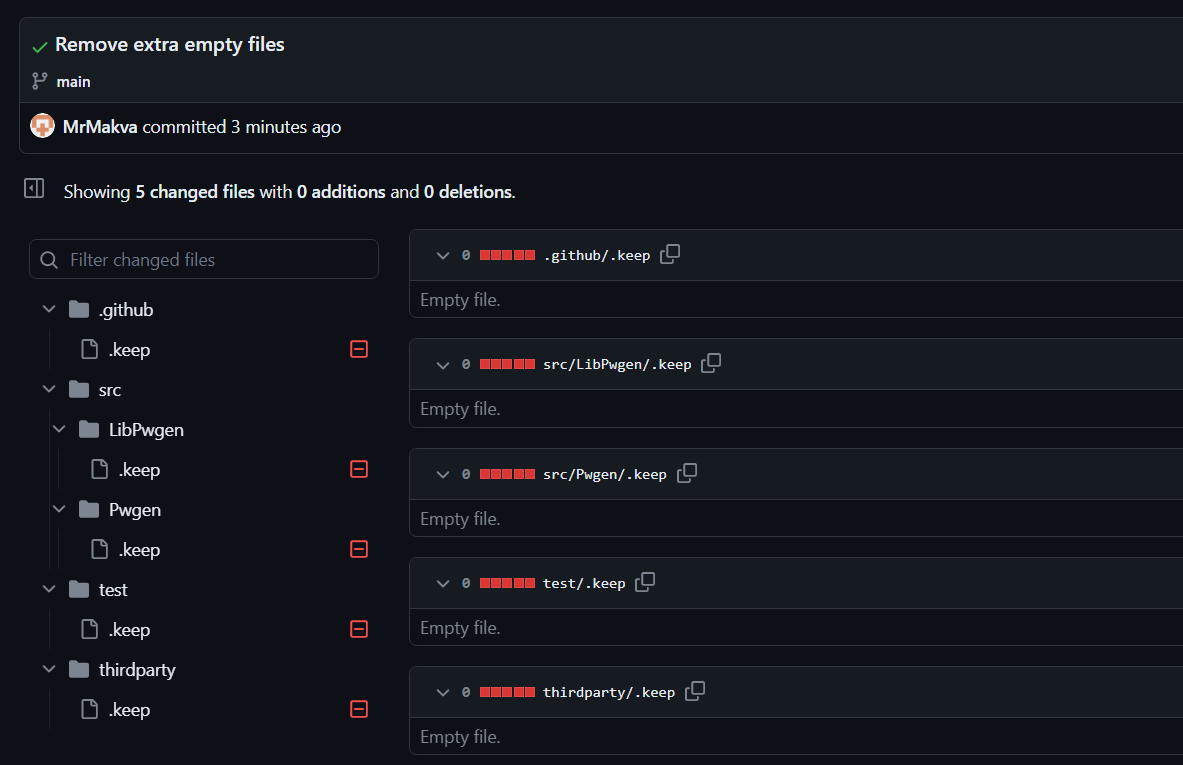 Remove extra empty files
main
MrMakva committed 3 minutes ago
Showing 5 changed files with 0 additions and 0 deletions.
Filter changed files
.github
.keep
src
LibPwgen
.keep
Pwgen
.keep
test
.keep
thirdparty
.keep
0 .github/.keep
Empty file.
0 src/LibPwgen/.keep
Empty file.
0 src/Pwgen/.keep
Empty file.
0 test/.keep
Empty file.
0 thirdparty/.keep
Empty file.